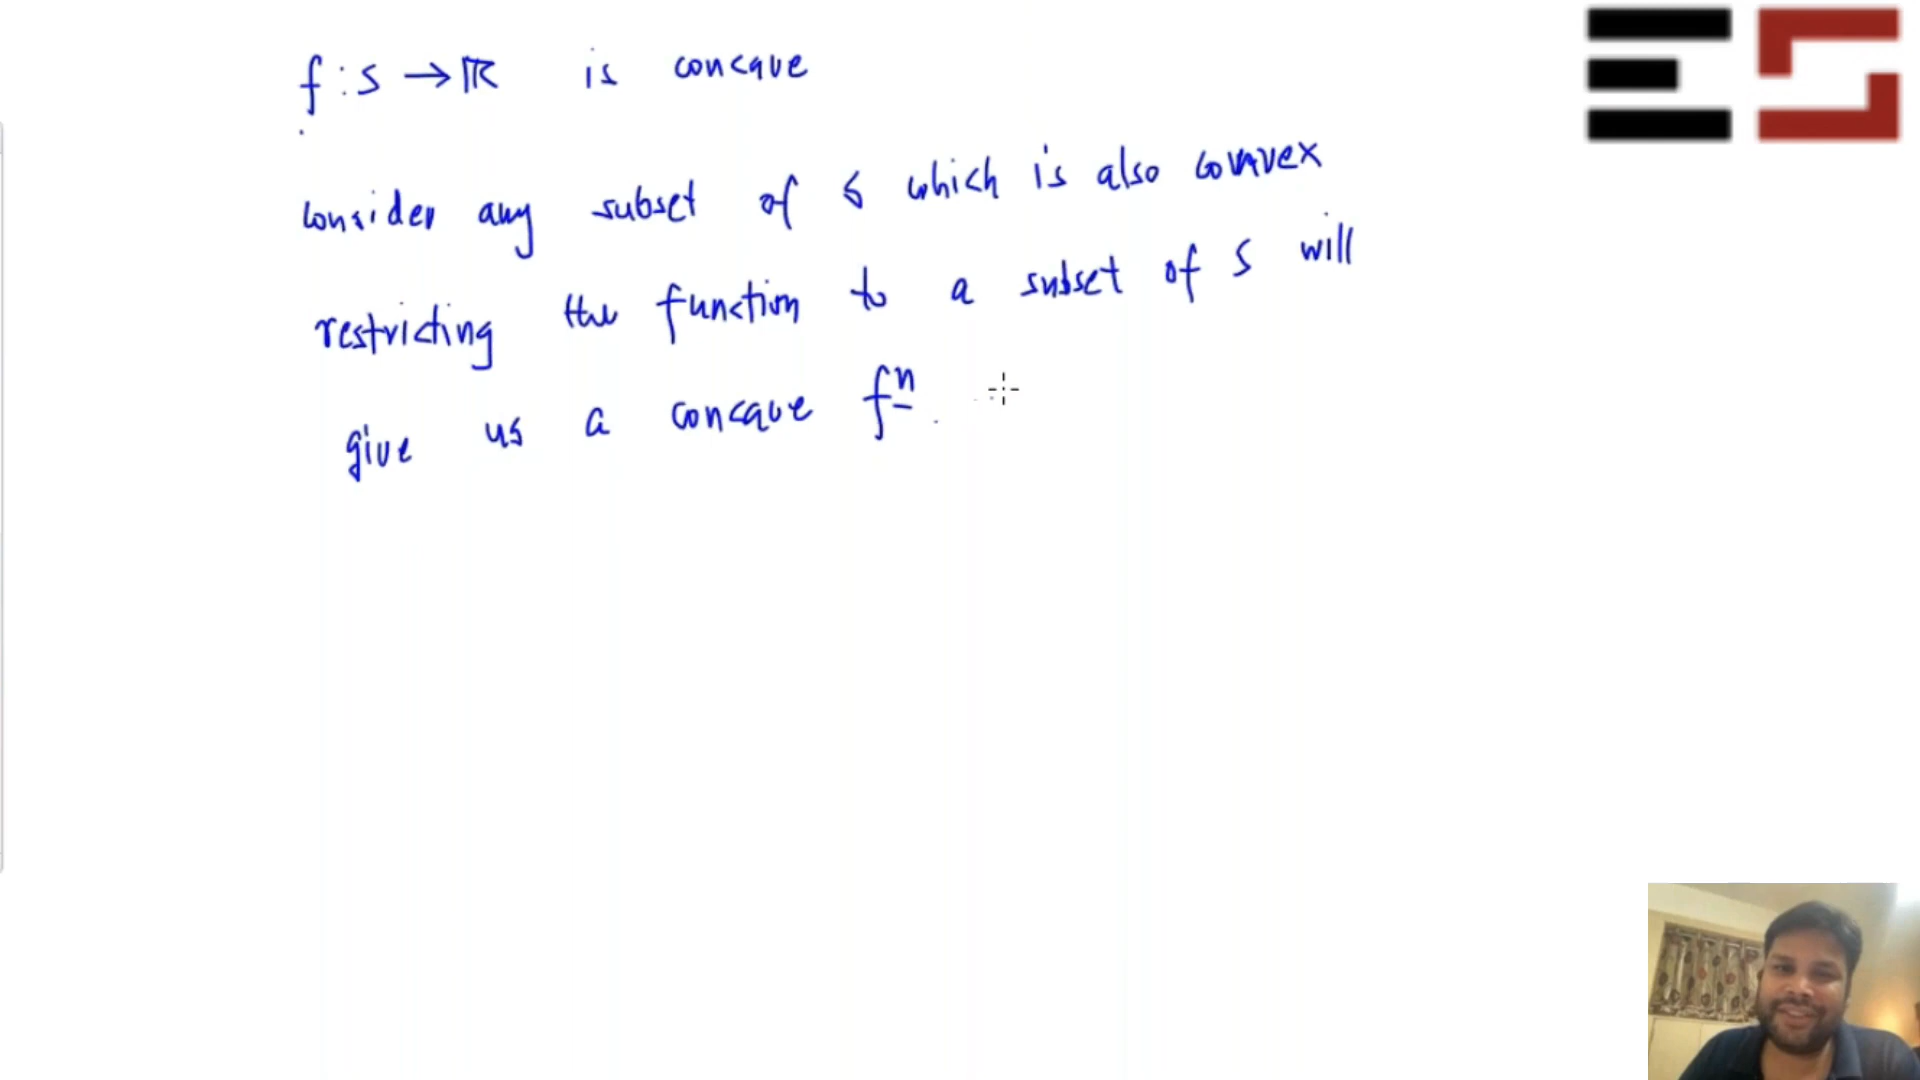 f : S → ℝ is concave
ES
consider any subset of S which is also convex
restricting the function to a subset of S will
give us a concave fⁿ.